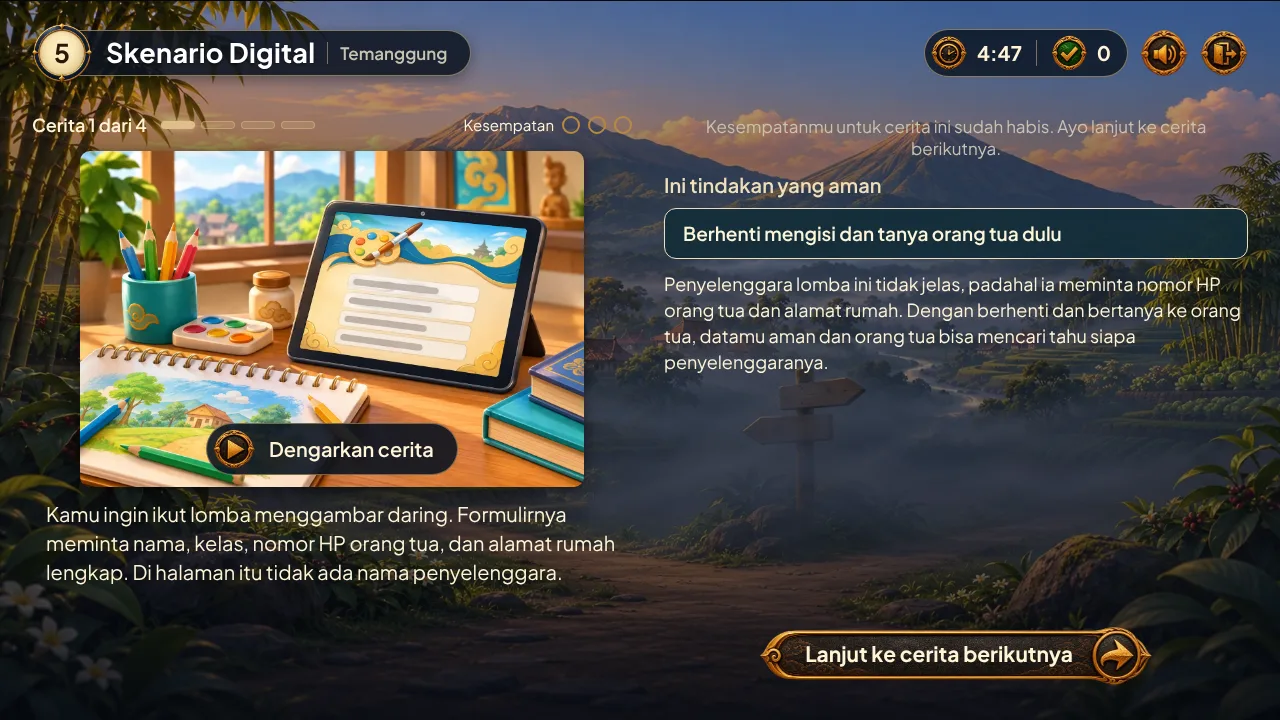 5
Skenario Digital
Temanggung
4:47
0
Cerita 1 dari 4
Kesempatan
Dengarkan cerita
Kamu ingin ikut lomba menggambar daring. Formulirnya
meminta nama, kelas, nomor HP orang tua, dan alamat rumah
lengkap. Di halaman itu tidak ada nama penyelenggara.
Kesempatanmu untuk cerita ini sudah habis. Ayo lanjut ke cerita
berikutnya.
Ini tindakan yang aman
Berhenti mengisi dan tanya orang tua dulu
Penyelenggara lomba ini tidak jelas, padahal ia meminta nomor HP
orang tua dan alamat rumah. Dengan berhenti dan bertanya ke orang
tua, datamu aman dan orang tua bisa mencari tahu siapa
penyelenggaranya.
Lanjut ke cerita berikutnya